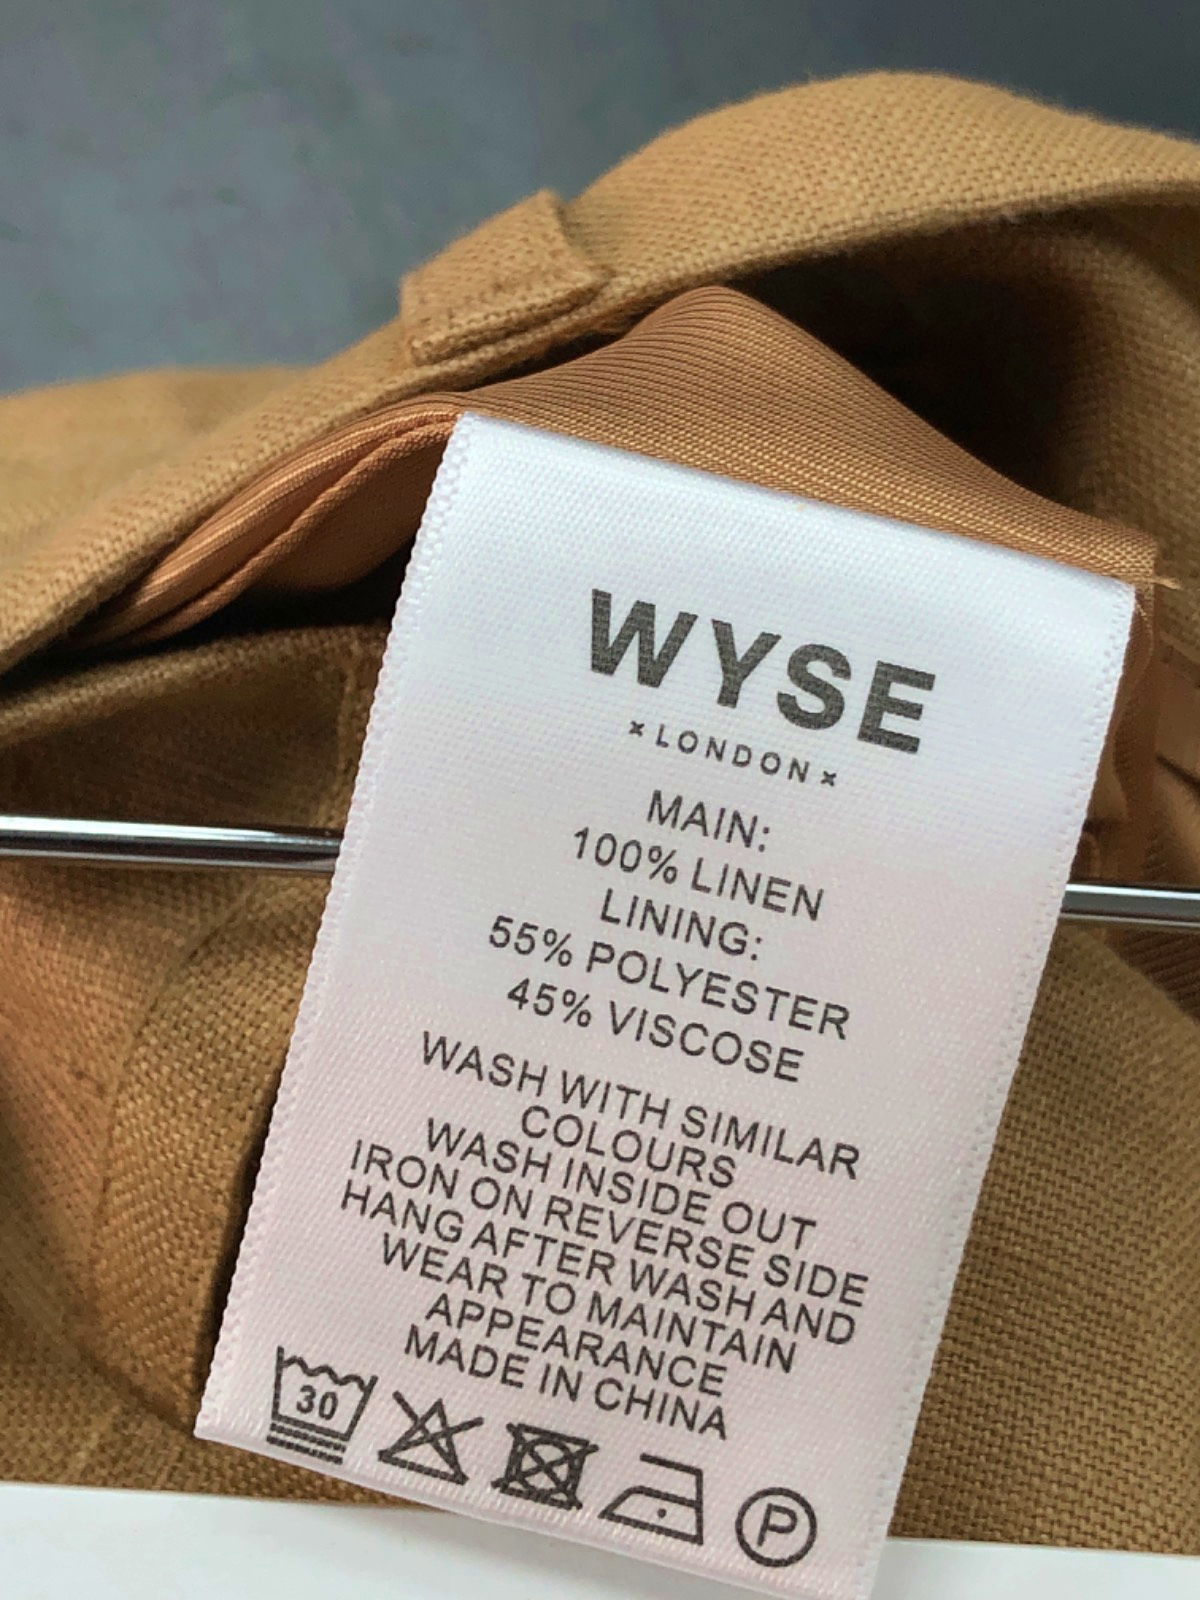 WYSE
×LONDON×
MAIN:
100% LINEN
LINING:
55% POLYESTER
45% VISCOSE
WASH WITH SIMILAR
COLOURS
WASH INSIDE OUT
IRON ON REVERSE SIDE
HANG AFTER WASH AND
WEAR TO MAINTAIN
APPEARANCE
MADE IN CHINA
30
P